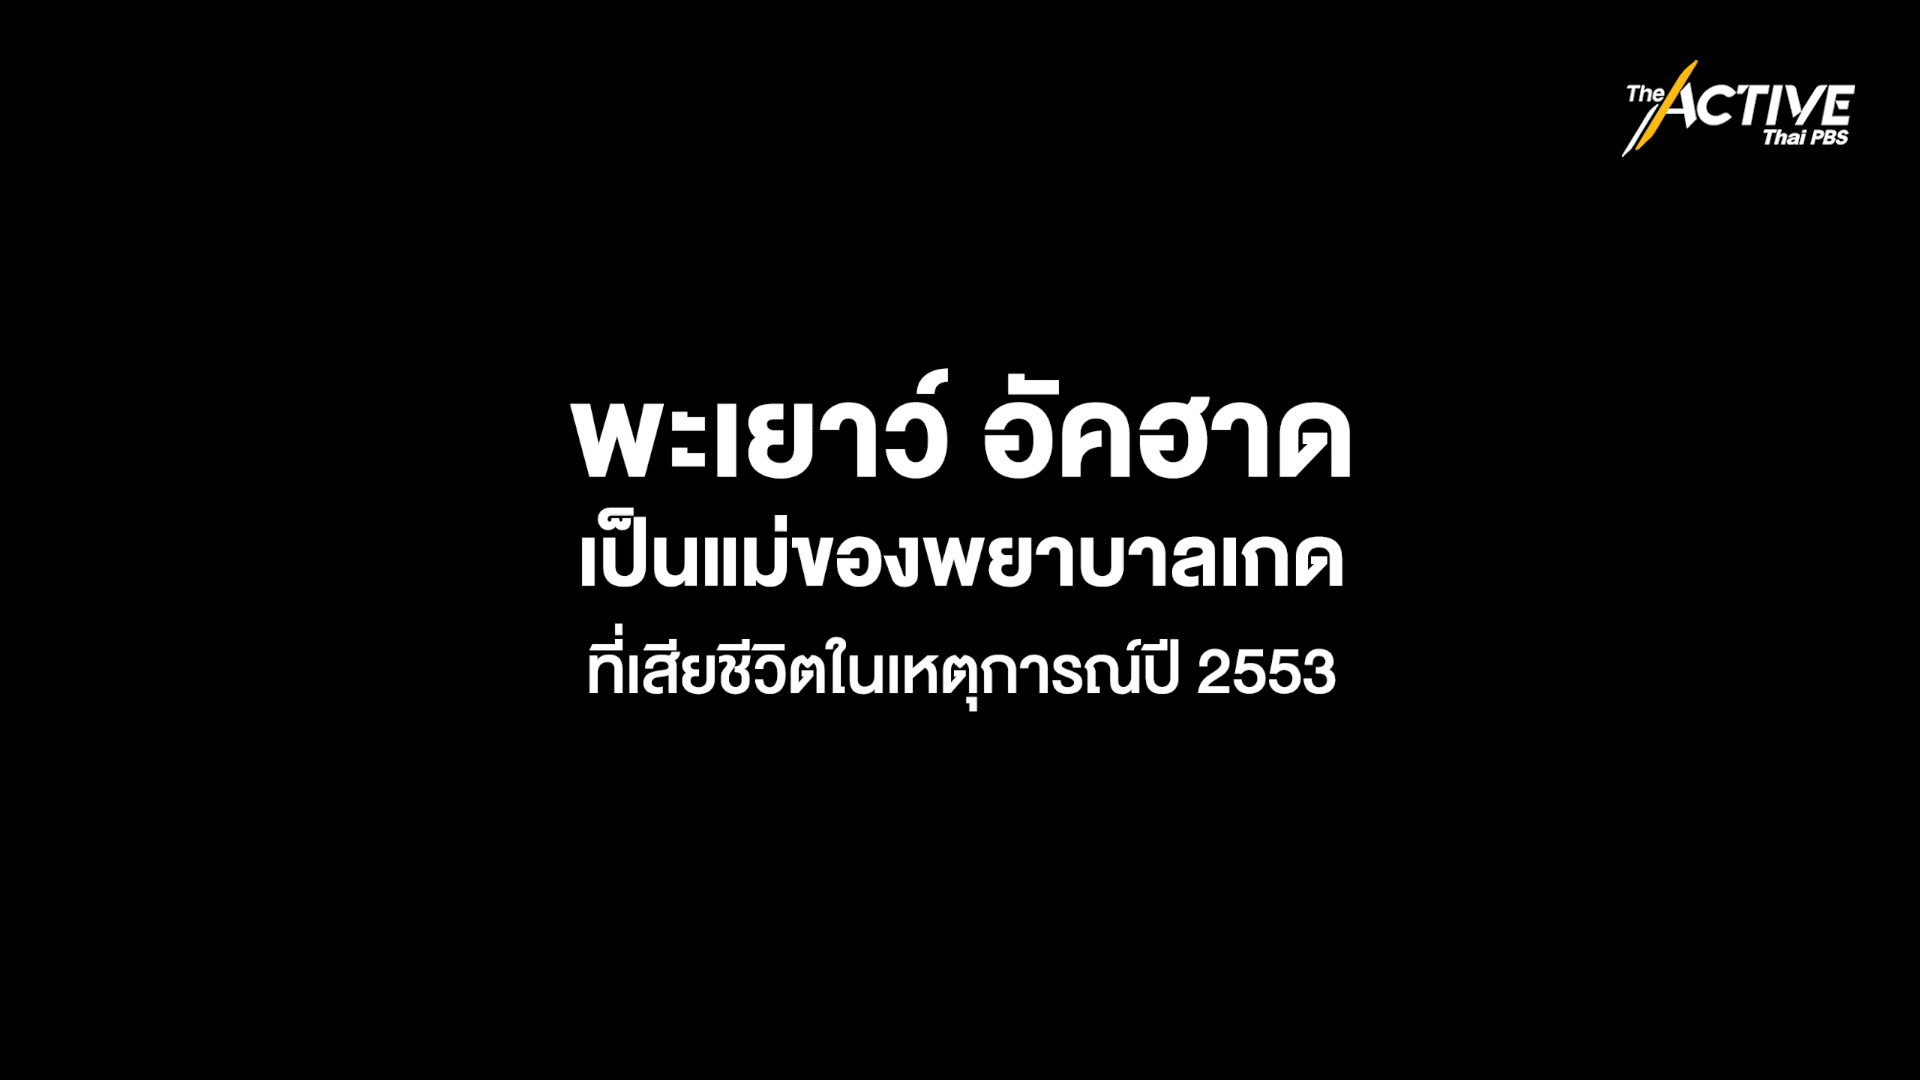 The ACTIVE
Thai PBS
พะเยาว์ อัคฮาด
เป็นแม่ของพยาบาลเกด
ที่เสียชีวิตในเหตุการณ์ปี 2553